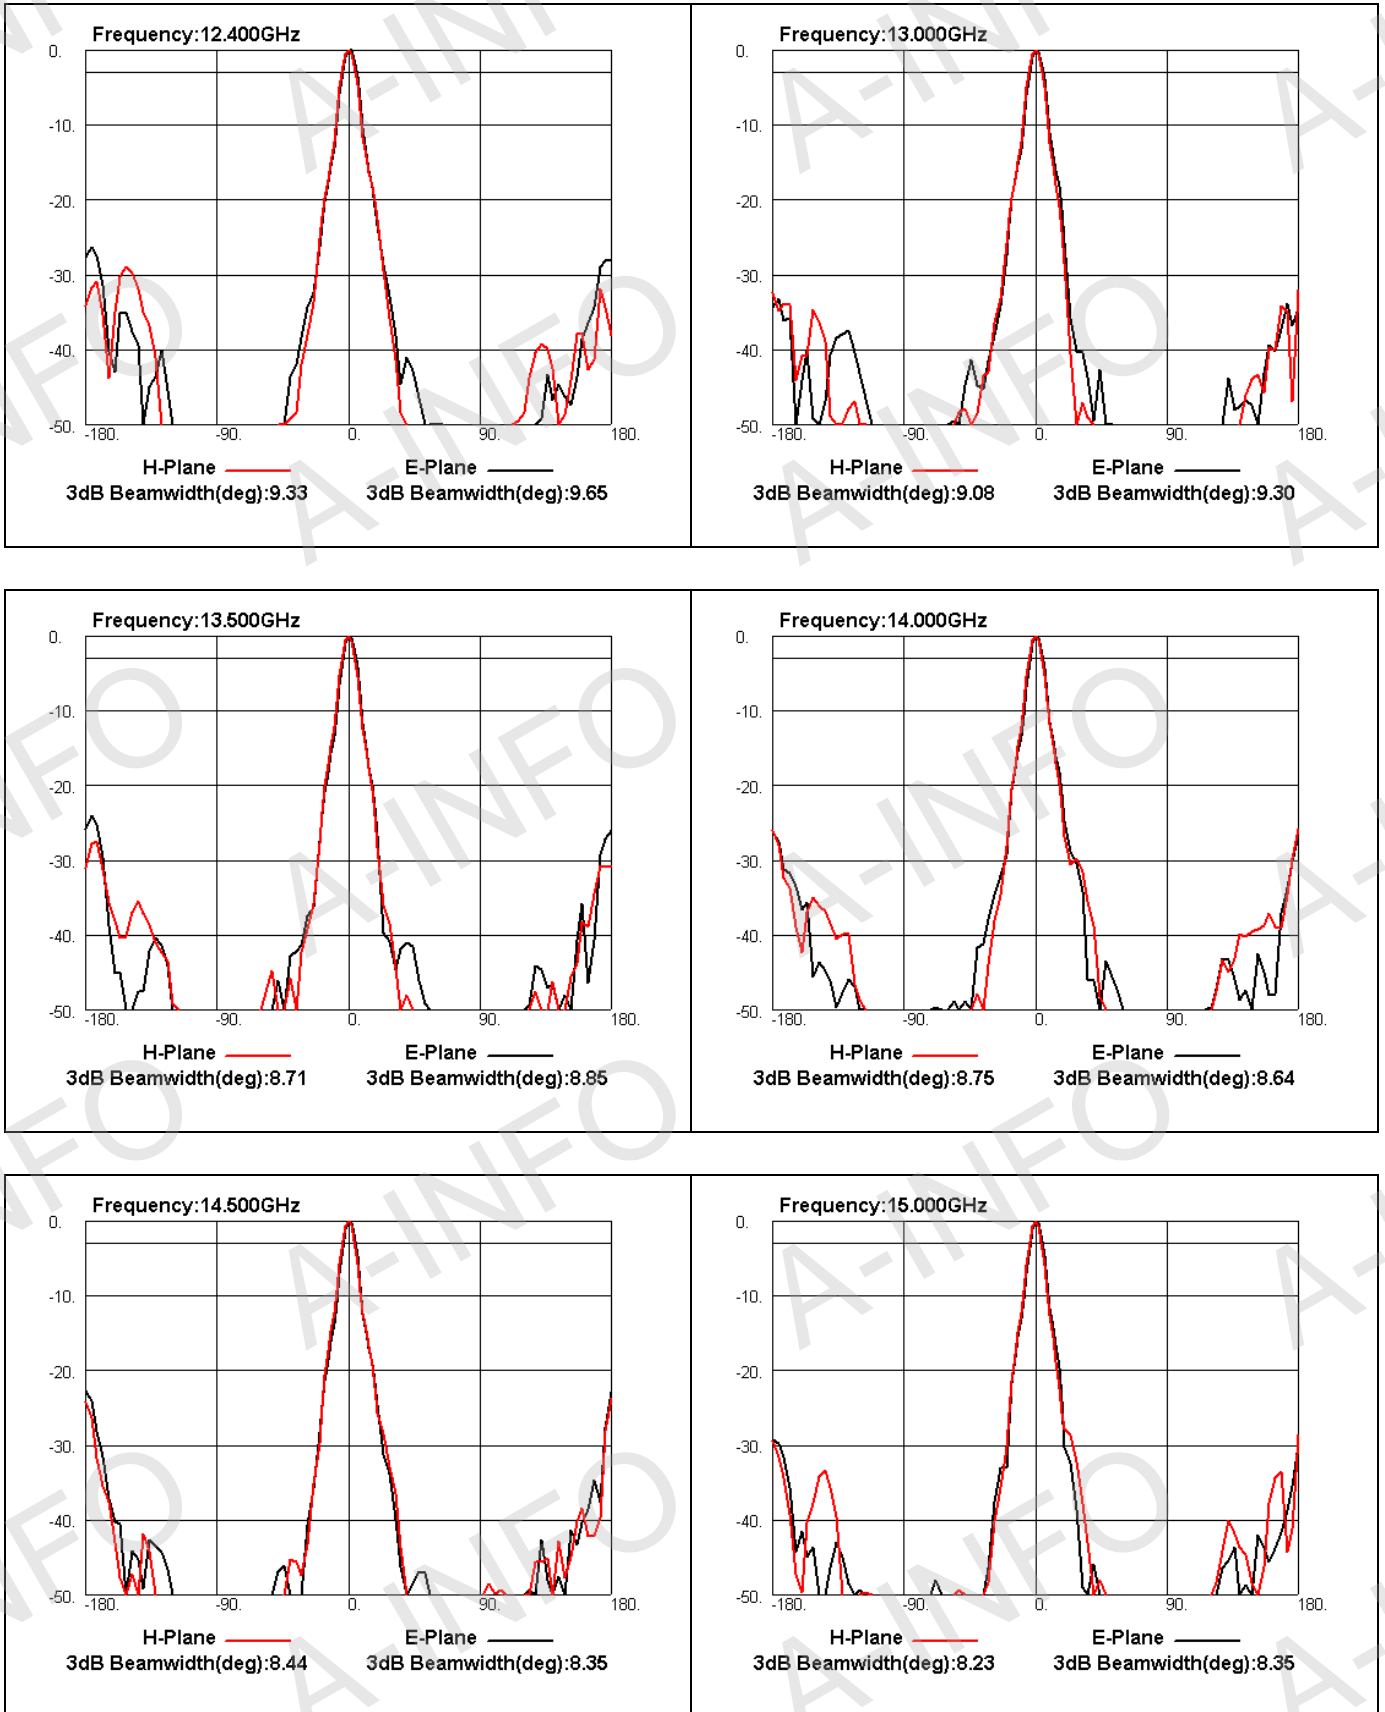 Frequency:12.400GHz
0.
-10.
-20.
-30.
-40.
-50.
-180. -90. 0. 90. 180.
H-Plane E-Plane
3dB Beamwidth(deg):9.33 3dB Beamwidth(deg):9.65
Frequency:13.000GHz
0.
-10.
-20.
-30.
-40.
-50.
-180. -90. 0. 90. 180.
H-Plane E-Plane
3dB Beamwidth(deg):9.08 3dB Beamwidth(deg):9.30
Frequency:13.500GHz
0.
-10.
-20.
-30.
-40.
-50.
-180. -90. 0. 90. 180.
H-Plane E-Plane
3dB Beamwidth(deg):8.71 3dB Beamwidth(deg):8.85
Frequency:14.000GHz
0.
-10.
-20.
-30.
-40.
-50.
-180. -90. 0. 90. 180.
H-Plane E-Plane
3dB Beamwidth(deg):8.75 3dB Beamwidth(deg):8.64
Frequency:14.500GHz
0.
-10.
-20.
-30.
-40.
-50.
-180. -90. 0. 90. 180.
H-Plane E-Plane
3dB Beamwidth(deg):8.44 3dB Beamwidth(deg):8.35
Frequency:15.000GHz
0.
-10.
-20.
-30.
-40.
-50.
-180. -90. 0. 90. 180.
H-Plane E-Plane
3dB Beamwidth(deg):8.23 3dB Beamwidth(deg):8.35
A-INFO
A-INFO
A-INFO
A-INFO
A-INFO
A-INFO